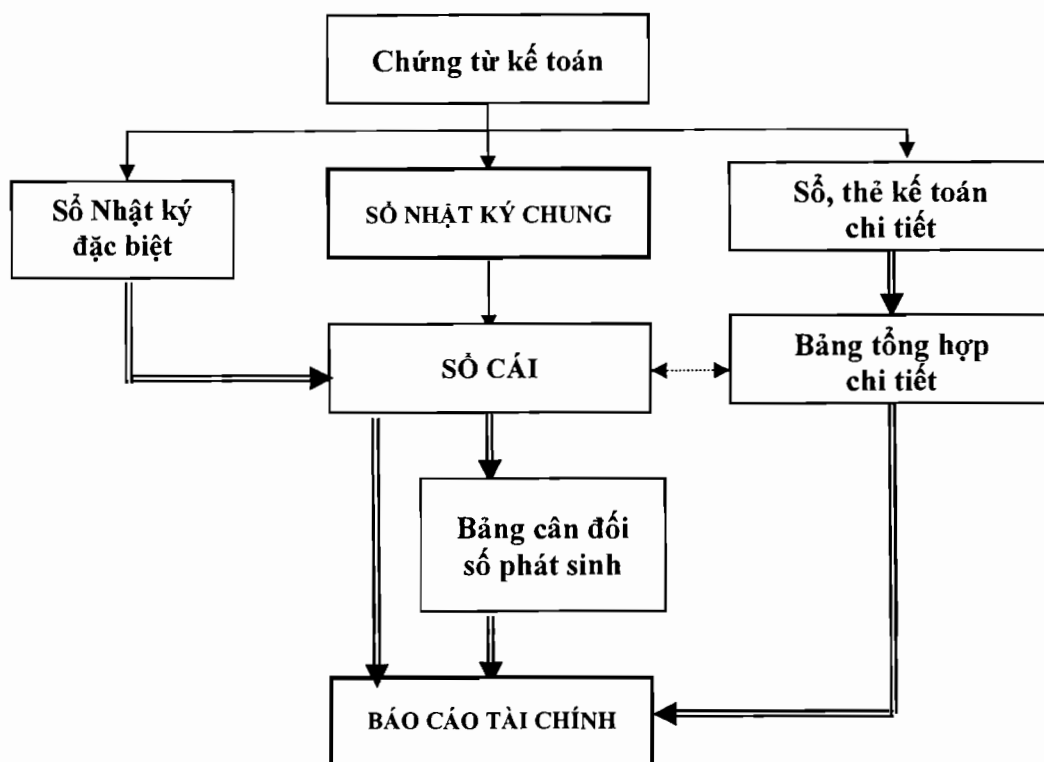 Chứng từ kế toán
Sổ Nhật ký
đặc biệt
SỔ NHẬT KÝ CHUNG
Sổ, thẻ kế toán
chi tiết
SỔ CÁI
Bảng tổng hợp
chi tiết
Bảng cân đối
số phát sinh
BÁO CÁO TÀI CHÍNH